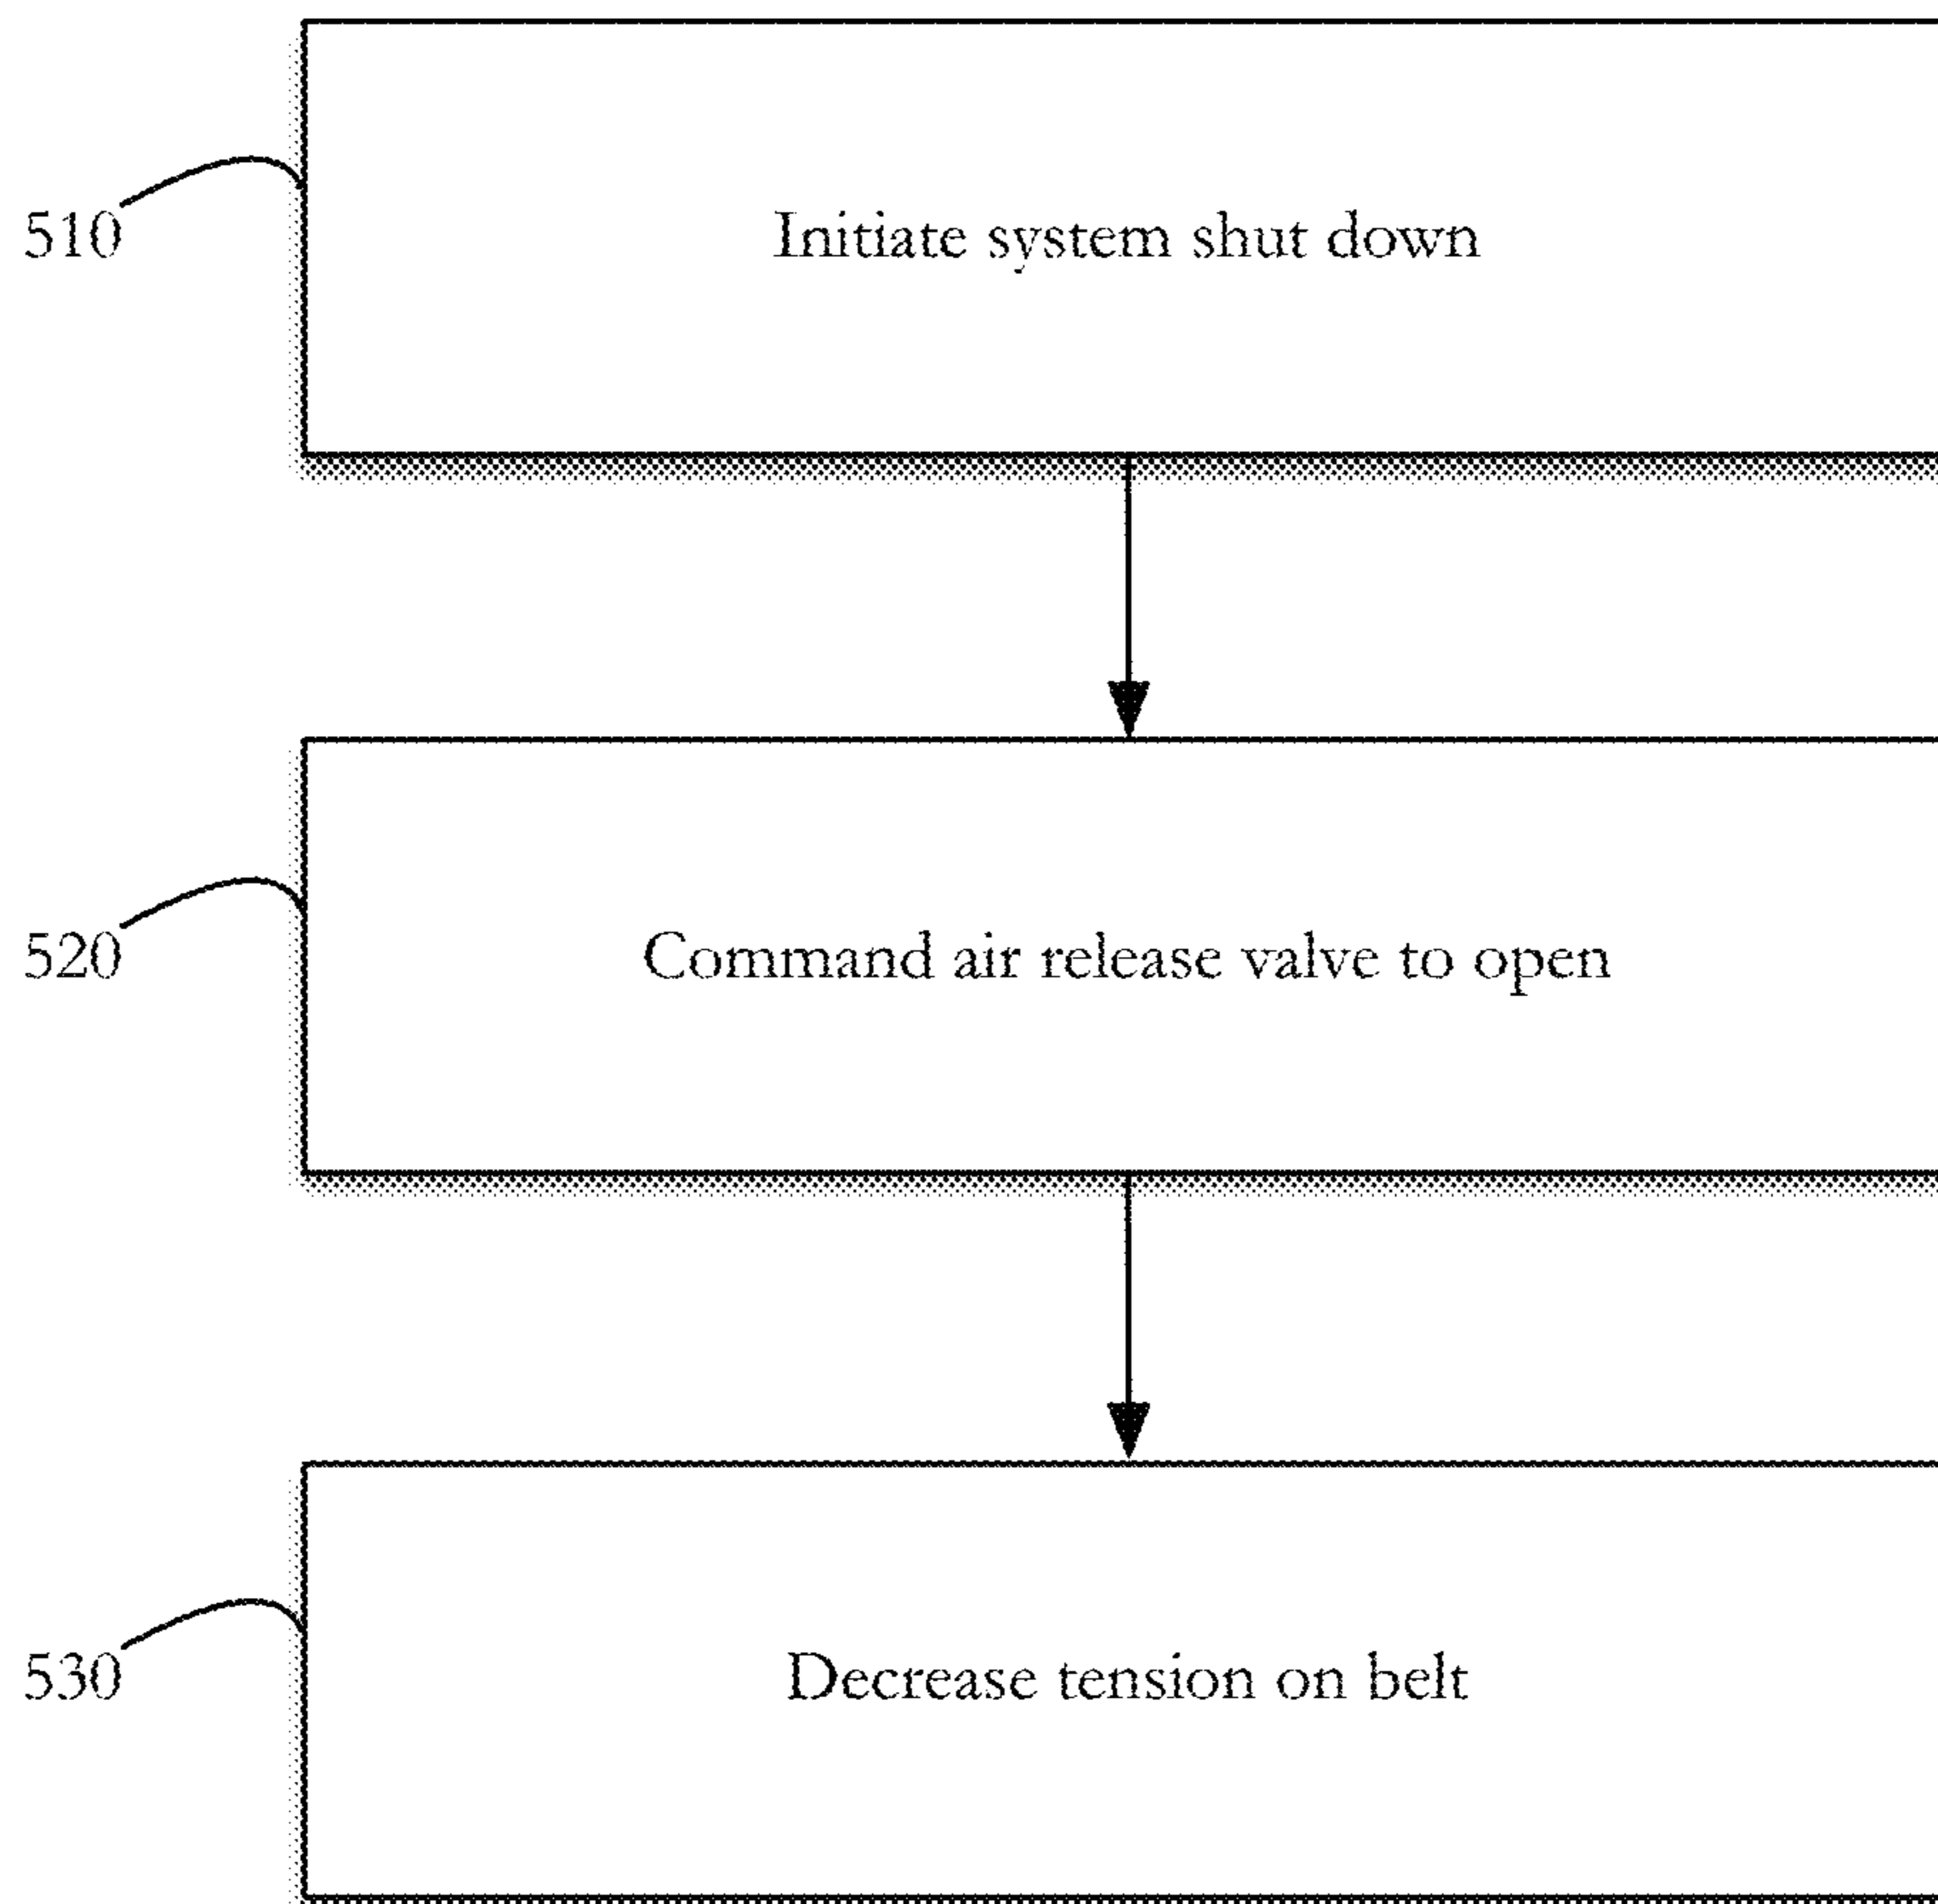 510
Initiate system shut down
520
Command air release valve to open
530
Decrease tension on belt